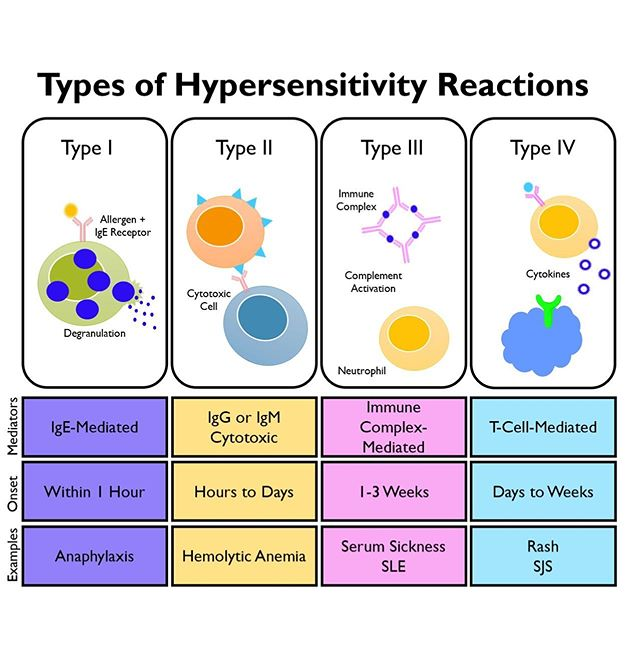 Types of Hypersensitivity Reactions
Type I
Allergen +
IgE Receptor
Degranulation
Type II
Cytotoxic
Cell
Type III
Immune
Complex
Complement
Activation
Neutrophil
Type IV
Cytokines
Mediators
IgE-Mediated
IgG or IgM
Cytotoxic
Immune
Complex-
Mediated
T-Cell-Mediated
Onset
Within 1 Hour
Hours to Days
1-3 Weeks
Days to Weeks
Examples
Anaphylaxis
Hemolytic Anemia
Serum Sickness
SLE
Rash
SJS